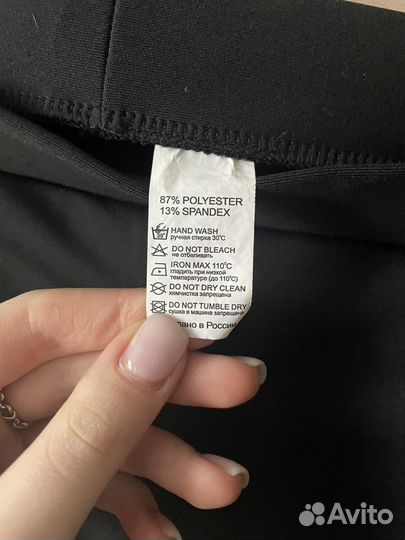 87% POLYESTER
13% SPANDEX
30°
HAND WASH
ручная стирка 30°C
DO NOT BLEACH
не отбеливать
IRON MAX 110°C
гладить при низкой
температуре (до 110°C)
DO NOT DRY CLEAN
химчистка запрещена
DO NOT TUMBLE DRY
сушка в машине запрещена
в России
Avito